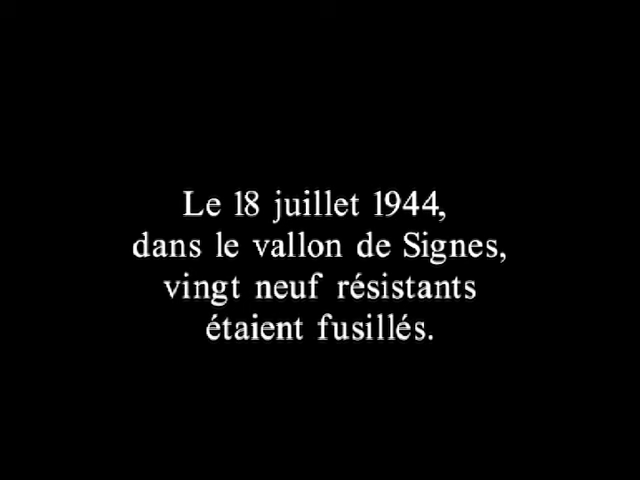 Le 18 juillet 1944,
dans le vallon de Signes,
vingt neuf résistants
étaient fusillés.